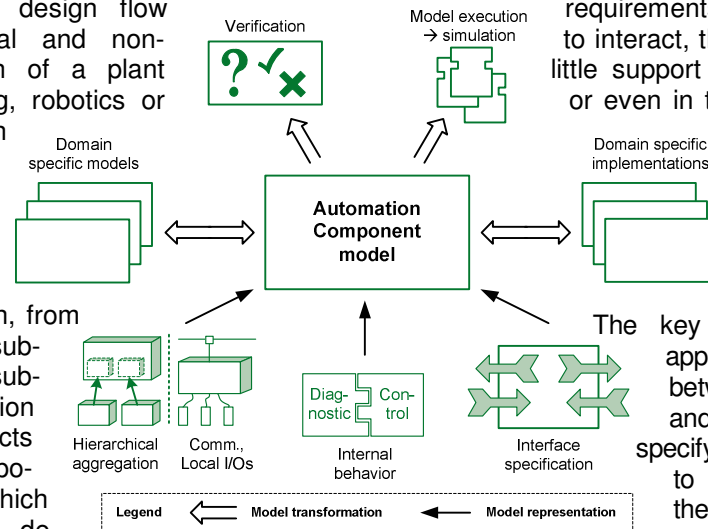 design flow
al and non-
of a plant
g, robotics or
requirement
to interact, t
little support
or even in t
Verification
Model execution
→ simulation
Domain
specific models
Domain specific
implementations
Automation
Component
model
n, from
sub-
sub-
tion
cts
po-
which
de
The key
app
betw
and
specify
to
the
Diag-
nostic
Con-
trol
Hierarchical
aggregation
Comm.,
Local I/Os
Internal
behavior
Interface
specification
Legend
Model transformation
Model representation